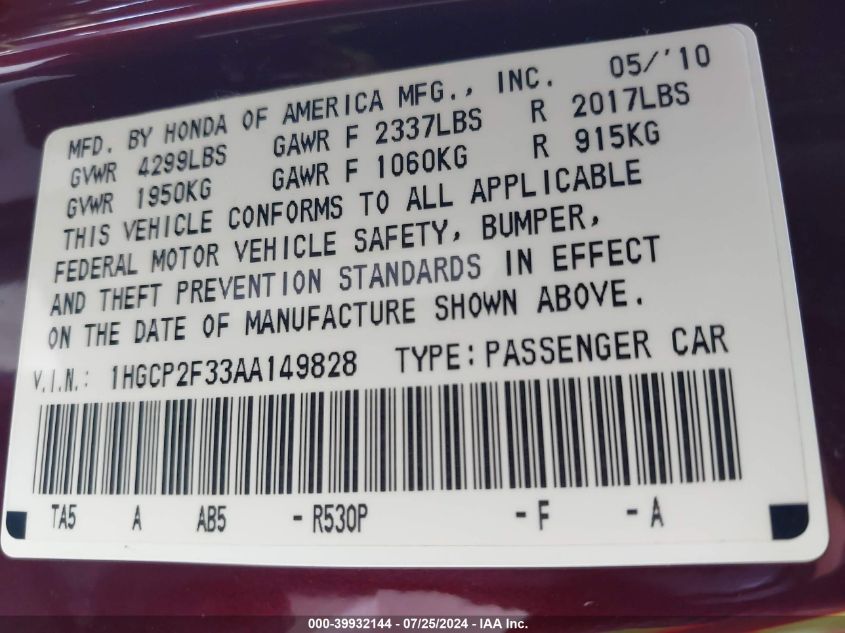 05/'10
MFD. BY HONDA OF AMERICA MFG., INC.
GVWR 4299LBS GAWR F 2337LBS R 2017LBS
GVWR 1950KG GAWR F 1060KG R 915KG
THIS VEHICLE CONFORMS TO ALL APPLICABLE
FEDERAL MOTOR VEHICLE SAFETY, BUMPER,
AND THEFT PREVENTION STANDARDS IN EFFECT
ON THE DATE OF MANUFACTURE SHOWN ABOVE.
V.I.N.: 1HGCP2F33AA149828 TYPE:PASSENGER CAR
TA5 A AB5 -R530P -F -A
000-39932144 - 07/25/2024 - IAA Inc.